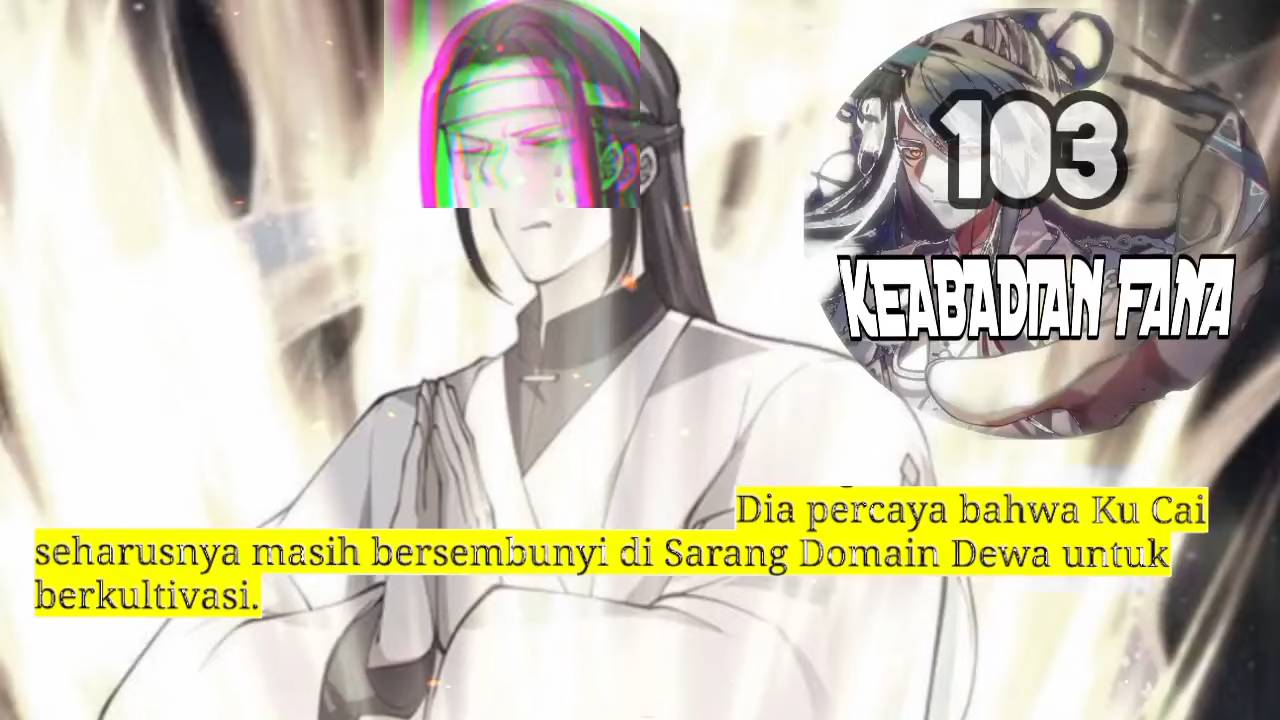 103
KEABADIAN FANA
Dia percaya bahwa Ku Cai
seharusnya masih bersembunyi di Sarang Domain Dewa untuk
berkultivasi.